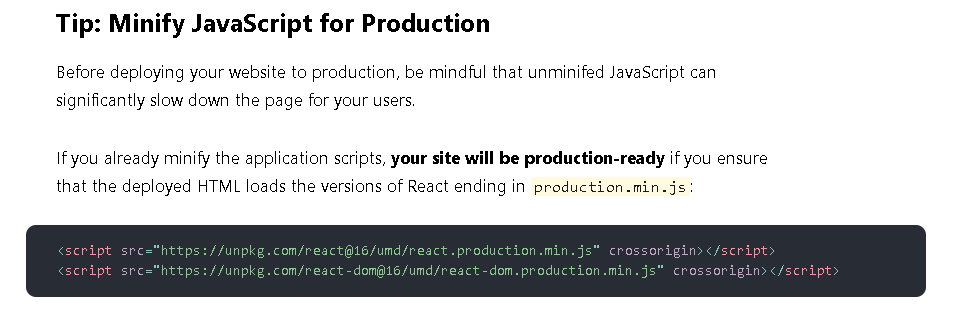 Tip: Minify JavaScript for Production
Before deploying your website to production, be mindful that unminifed JavaScript can
significantly slow down the page for your users.
If you already minify the application scripts, your site will be production-ready if you ensure
that the deployed HTML loads the versions of React ending in production.min.js:
<script src="https://unpkg.com/react@16/umd/react.production.min.js" crossorigin></script>
<script src="https://unpkg.com/react-dom@16/umd/react-dom.production.min.js" crossorigin></script>